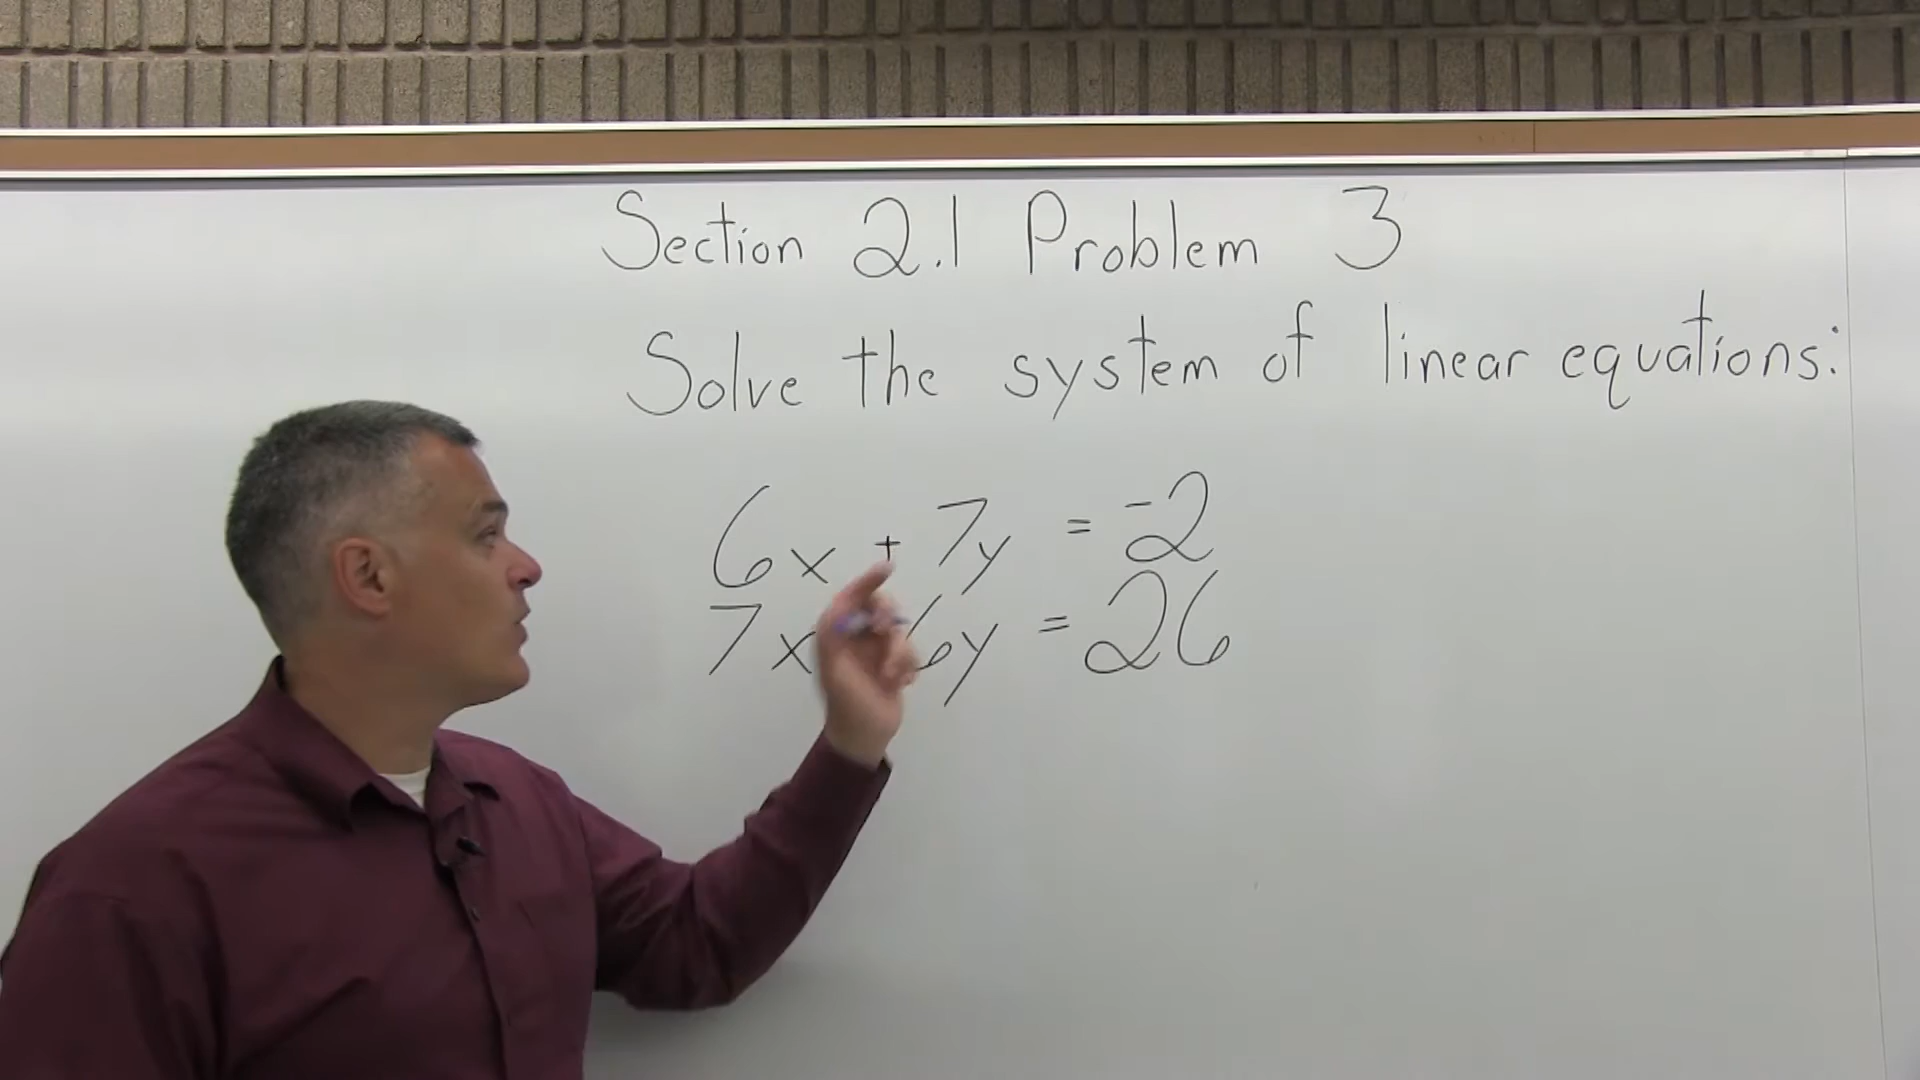 Section 2.1 Problem 3
Solve the system of linear equations:
6x + 7y = -2
7x 6y = 26